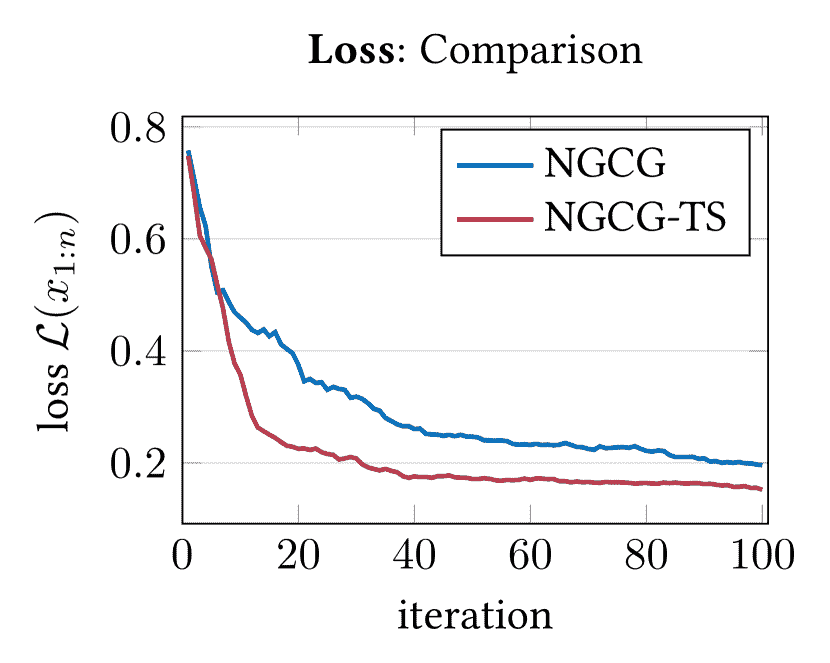 Loss: Comparison
0.8
0.6
0.4
0.2
loss ℒ(x₁:ₙ)
NGCG
NGCG-TS
0 20 40 60 80 100
iteration